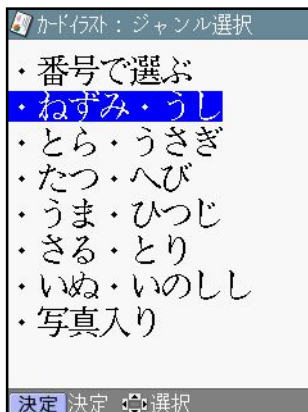 カードイラスト：ジャンル選択
・番号で選ぶ
・ねずみ・うし
・とら・うさぎ
・たつ・へび
・うま・ひつじ
・さる・とり
・いぬ・いのしし
・写真入り
決定 決定 選択